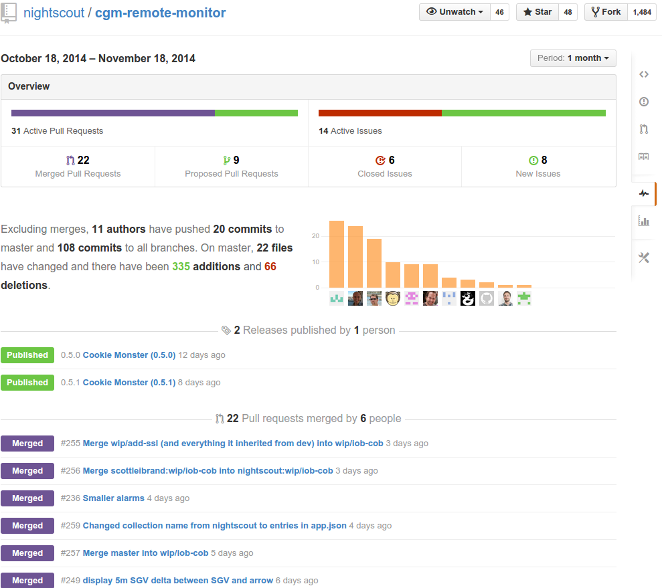 nightscout / cgm-remote-monitor
Unwatch 46 Star 48 Fork 1,484
October 18, 2014 – November 18, 2014
Period: 1 month
Overview
31 Active Pull Requests
14 Active Issues
22
Merged Pull Requests
9
Proposed Pull Requests
6
Closed Issues
8
New Issues
Excluding merges, 11 authors have pushed 20 commits to
master and 108 commits to all branches. On master, 22 files
have changed and there have been 335 additions and 66
deletions.
20
10
0
2 Releases published by 1 person
Published 0.5.0 Cookie Monster (0.5.0) 12 days ago
Published 0.5.1 Cookie Monster (0.5.1) 8 days ago
22 Pull requests merged by 6 people
Merged #255 Merge wip/add-ssl (and everything it inherited from dev) into wip/iob-cob 3 days ago
Merged #256 Merge scottleibrand:wip/iob-cob into nightscout:wip/iob-cob 3 days ago
Merged #236 Smaller alarms 4 days ago
Merged #259 Changed collection name from nightscout to entries in app.json 4 days ago
Merged #257 Merge master into wip/iob-cob 5 days ago
Merged #249 display 5m SGV delta between SGV and arrow 6 days ago